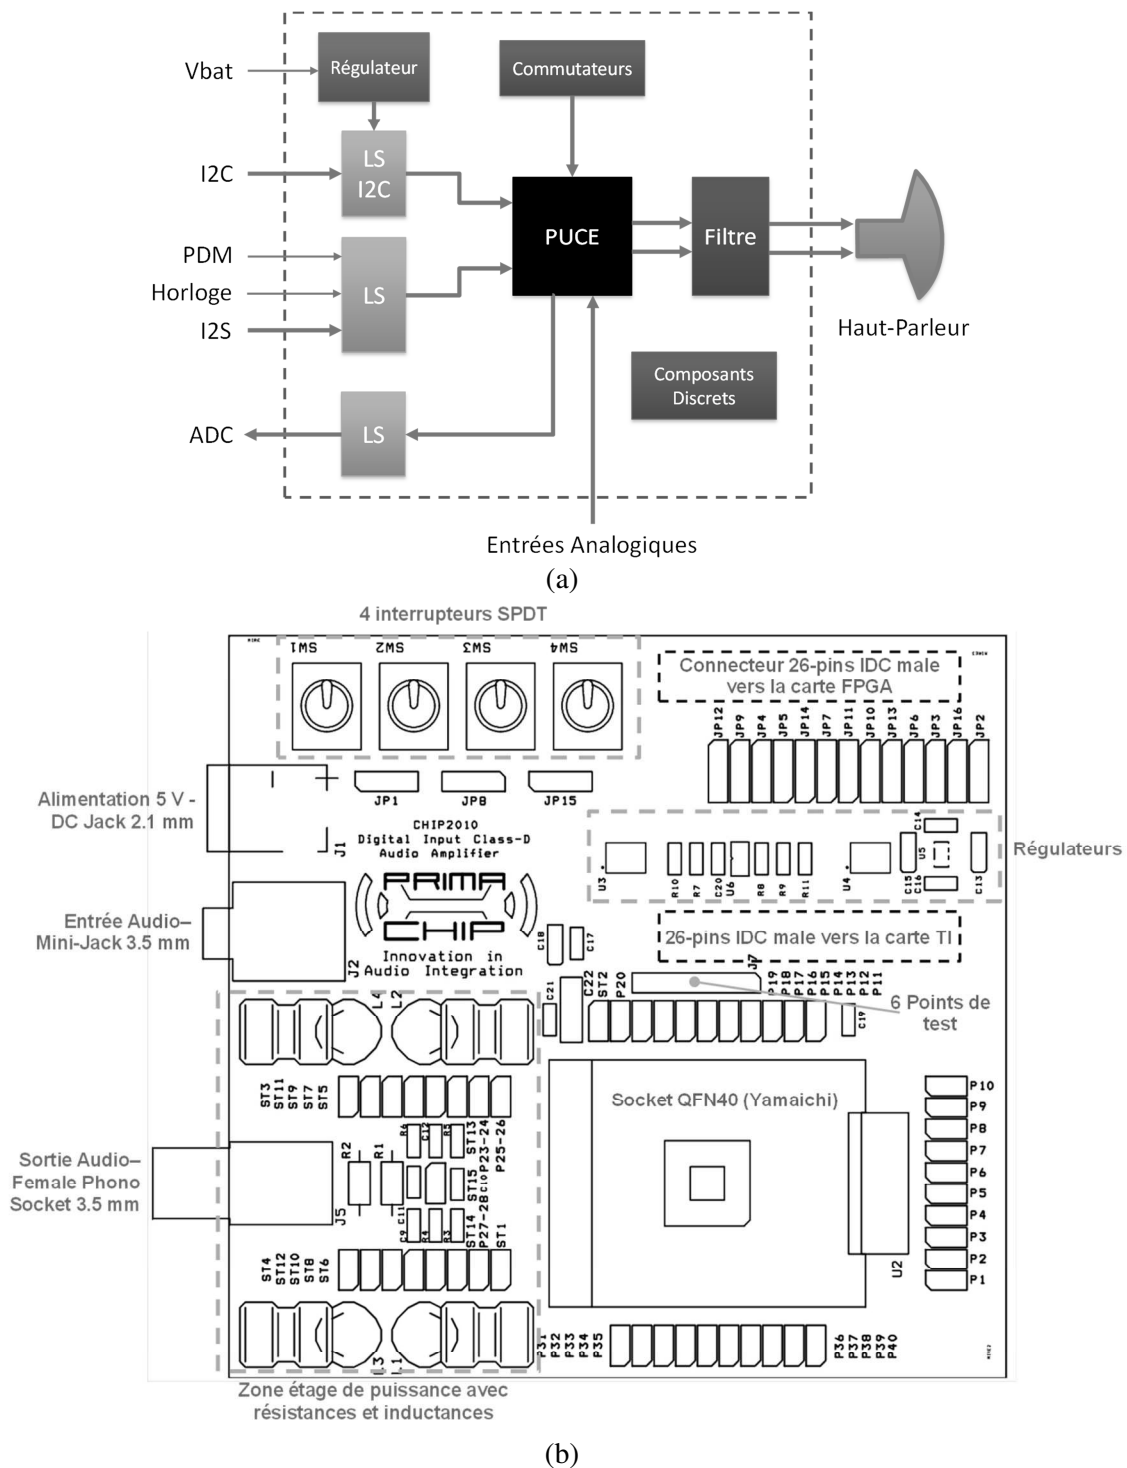 Vbat
Régulateur
Commutateurs
I2C
LS
I2C
PUCE
Filtre
PDM
Horloge
I2S
LS
Haut-Parleur
Composants
Discrets
ADC
LS
Entrées Analogiques
(a)
4 interrupteurs SPDT
SW1
SW2
SW3
SW4
Connecteur 26-pins IDC male
vers la carte FPGA
JP12
JP9
JP4
JP5
JP14
JP7
JP11
JP10
JP13
JP6
JP3
JP16
JP2
Alimentation 5 V -
DC Jack 2.1 mm
J1
JP1
JP8
JP15
CHIP2010
Digital Input Class-D
Audio Amplifier
PRIMA
CHIP
Innovation in
Audio Integration
U3
R10
R7
C20
U6
R8
R9
R11
U4
C15
C14
U5
C16
C13
Régulateurs
Entrée Audio–
Mini-Jack 3.5 mm
J2
C18
C17
26-pins IDC male vers la carte TI
J7
C21
C22
ST2
P20
P19
P18
P17
P16
P15
P14
P13
P12
P11
C19
6 Points de
test
L4
L2
ST3
ST11
ST9
ST7
ST5
Socket QFN40 (Yamaichi)
P10
P9
P8
P7
P6
P5
P4
P3
P2
P1
R6
C12
R5
ST13
P23-24
P25-26
Sortie Audio–
Female Phono
Socket 3.5 mm
J5
R2
R1
C11
C10
ST15
C9
R4
R3
ST14
P27-28
ST1
U2
ST4
ST12
ST10
ST8
ST6
L3
L1
P31
P32
P33
P34
P35
P36
P37
P38
P39
P40
Zone étage de puissance avec
résistances et inductances
(b)